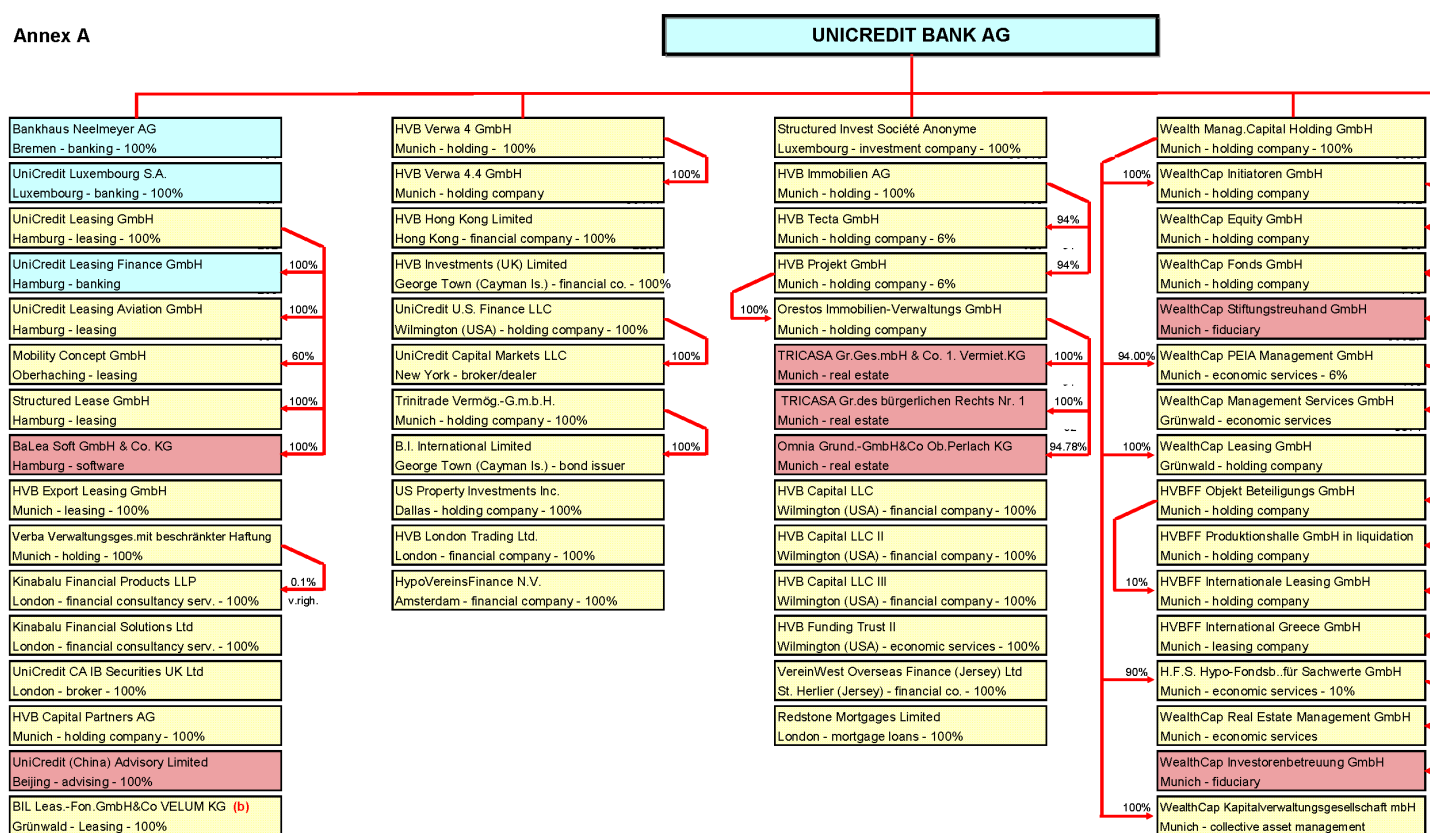 Annex A
UNICREDIT BANK AG
Bankhaus Neelmeyer AG
Bremen - banking - 100%
UniCredit Luxembourg S.A.
Luxembourg - banking - 100%
UniCredit Leasing GmbH
Hamburg - leasing - 100%
UniCredit Leasing Finance GmbH
Hamburg - banking
100%
UniCredit Leasing Aviation GmbH
Hamburg - leasing
100%
Mobility Concept GmbH
Oberhaching - leasing
60%
Structured Lease GmbH
Hamburg - leasing
100%
BaLea Soft GmbH & Co. KG
Hamburg - software
100%
HVB Export Leasing GmbH
Munich - leasing - 100%
Verba Verwaltungsges.mit beschränkter Haftung
Munich - holding - 100%
Kinabalu Financial Products LLP
London - financial consultancy serv. - 100%
0.1%
v.righ.
Kinabalu Financial Solutions Ltd
London - financial consultancy serv. - 100%
UniCredit CA IB Securities UK Ltd
London - broker - 100%
HVB Capital Partners AG
Munich - holding company - 100%
UniCredit (China) Advisory Limited
Beijing - advising - 100%
BIL Leas.-Fon.GmbH&Co VELUM KG (b)
Grünwald - Leasing - 100%
HVB Verwa 4 GmbH
Munich - holding - 100%
HVB Verwa 4.4 GmbH
Munich - holding company
100%
HVB Hong Kong Limited
Hong Kong - financial company - 100%
HVB Investments (UK) Limited
George Town (Cayman Is.) - financial co. - 100%
UniCredit U.S. Finance LLC
Wilmington (USA) - holding company - 100%
UniCredit Capital Markets LLC
New York - broker/dealer
100%
Trinitrade Vermög.-G.m.b.H.
Munich - holding company - 100%
B.I. International Limited
George Town (Cayman Is.) - bond issuer
100%
US Property Investments Inc.
Dallas - holding company - 100%
HVB London Trading Ltd.
London - financial company - 100%
HypoVereinsFinance N.V.
Amsterdam - financial company - 100%
Structured Invest Société Anonyme
Luxembourg - investment company - 100%
HVB Immobilien AG
Munich - holding - 100%
HVB Tecta GmbH
Munich - holding company - 6%
94%
HVB Projekt GmbH
Munich - holding company - 6%
94%
100%
Orestos Immobilien-Verwaltungs GmbH
Munich - holding company
TRICASA Gr.Ges.mbH & Co. 1. Vermiet.KG
Munich - real estate
100%
TRICASA Gr.des bürgerlichen Rechts Nr. 1
Munich - real estate
100%
Omnia Grund.-GmbH&Co Ob.Perlach KG
Munich - real estate
94.78%
HVB Capital LLC
Wilmington (USA) - financial company - 100%
HVB Capital LLC II
Wilmington (USA) - financial company - 100%
HVB Capital LLC III
Wilmington (USA) - financial company - 100%
HVB Funding Trust II
Wilmington (USA) - economic services - 100%
VereinWest Overseas Finance (Jersey) Ltd
St. Herlier (Jersey) - financial co. - 100%
Redstone Mortgages Limited
London - mortgage loans - 100%
Wealth Manag.Capital Holding GmbH
Munich - holding company - 100%
100%
WealthCap Initiatoren GmbH
Munich - holding company
WealthCap Equity GmbH
Munich - holding company
WealthCap Fonds GmbH
Munich - holding company
WealthCap Stiftungstreuhand GmbH
Munich - fiduciary
94.00%
WealthCap PEIA Management GmbH
Munich - economic services - 6%
WealthCap Management Services GmbH
Grünwald - economic services
100%
WealthCap Leasing GmbH
Grünwald - holding company
HVBFF Objekt Beteiligungs GmbH
Munich - holding company
HVBFF Produktionshalle GmbH in liquidation
Munich - holding company
10%
HVBFF Internationale Leasing GmbH
Munich - holding company
HVBFF International Greece GmbH
Munich - leasing company
90%
H.F.S. Hypo-Fondsb..für Sachwerte GmbH
Munich - economic services - 10%
WealthCap Real Estate Management GmbH
Munich - economic services
WealthCap Investorenbetreuung GmbH
Munich - fiduciary
100%
WealthCap Kapitalverwaltungsgesellschaft mbH
Munich - collective asset management